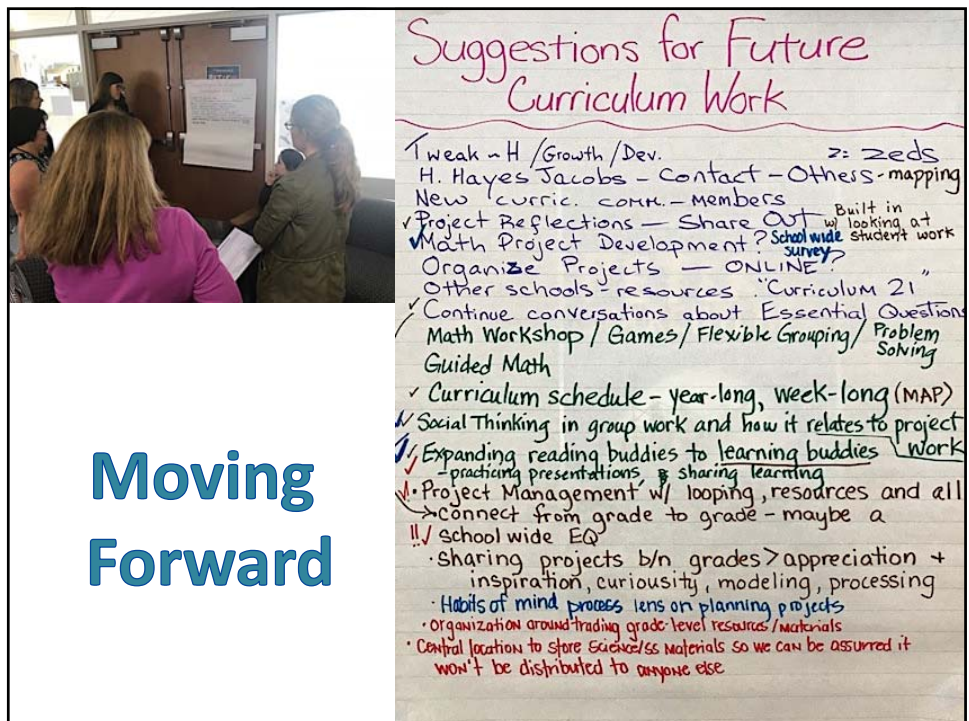 Moving
Forward
Suggestions for Future
Curriculum Work
Tweak - H/Growth/Dev. z: zeds
H. Hayes Jacobs - Contact - Others - mapping
New curric. comm. - members
✓ Project Reflections — Share Out Built in w/ looking at student work
✓ Math Project Development? School wide survey?
Organize Projects — ONLINE?
Other schools - resources "Curriculum 21"
✓ Continue conversations about Essential Questions
Math Workshop / Games / Flexible Grouping / Problem Solving
Guided Math
✓ Curriculum schedule - year-long, week-long (MAP)
✓ Social Thinking in group work and how it relates to project work
✓ Expanding reading buddies to learning buddies
- practicing presentations, sharing learning
✓ • Project Management w/ looping, resources and all
> connect from grade to grade - maybe a
!!✓ school wide EQ
· sharing projects b/n grades > appreciation +
inspiration, curiousity, modeling, processing
· Habits of mind process lens on planning projects
· organization around trading grade-level resources/materials
· Central location to store science/ss materials so we can be assurred it
won't be distributed to anyone else